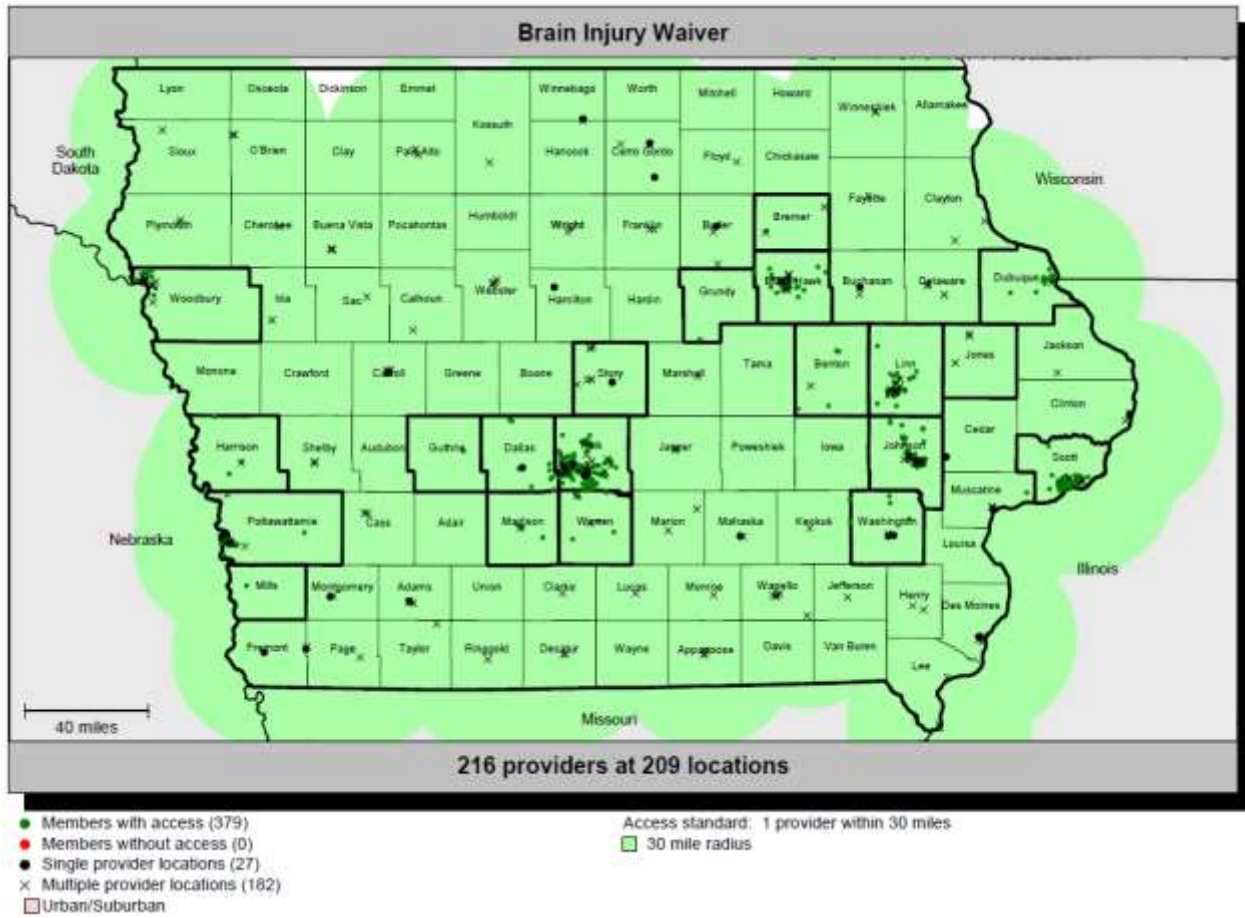 Brain Injury Waiver
Lyon Osceola Dickinson Emmet Winnebago Worth Mitchell Howard Winneshiek Allamakee
Kossuth
South
Dakota
Sioux O'Brien Clay Palo Alto Hancock Cerro Gordo Floyd Chickasaw
Wisconsin
Plymouth Cherokee Buena Vista Pocahontas Humboldt Wright Franklin Butler Bremer Fayette Clayton
Woodbury Ida Sac Calhoun Webster Hamilton Hardin Grundy Black Hawk Buchanan Delaware Dubuque
Monona Crawford Carroll Greene Boone Story Marshall Tama Benton Linn Jones Jackson
Clinton
Harrison Shelby Audubon Guthrie Dallas Jasper Poweshiek Iowa Johnson Cedar Scott
Muscatine
Nebraska
Pottawattamie Cass Adair Madison Warren Marion Mahaska Keokuk Washington
Louisa
Illinois
Mills Montgomery Adams Union Clarke Lucas Monroe Wapello Jefferson Henry Des Moines
Fremont Page Taylor Ringgold Decatur Wayne Appanoose Davis Van Buren Lee
40 miles
Missouri
216 providers at 209 locations
Members with access (379)
Members without access (0)
Single provider locations (27)
Multiple provider locations (182)
Urban/Suburban
Access standard: 1 provider within 30 miles
30 mile radius